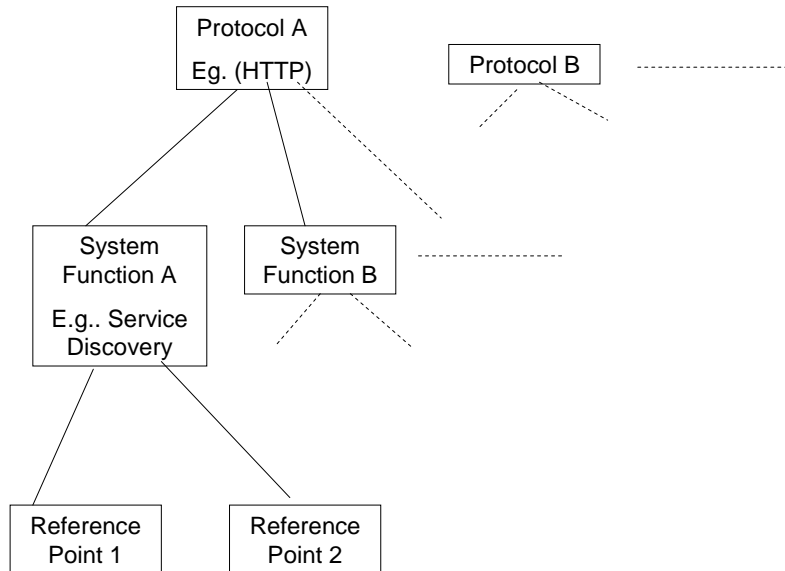 Protocol A
Eg. (HTTP)
Protocol B
System
Function A
E.g.. Service
Discovery
System
Function B
Reference
Point 1
Reference
Point 2